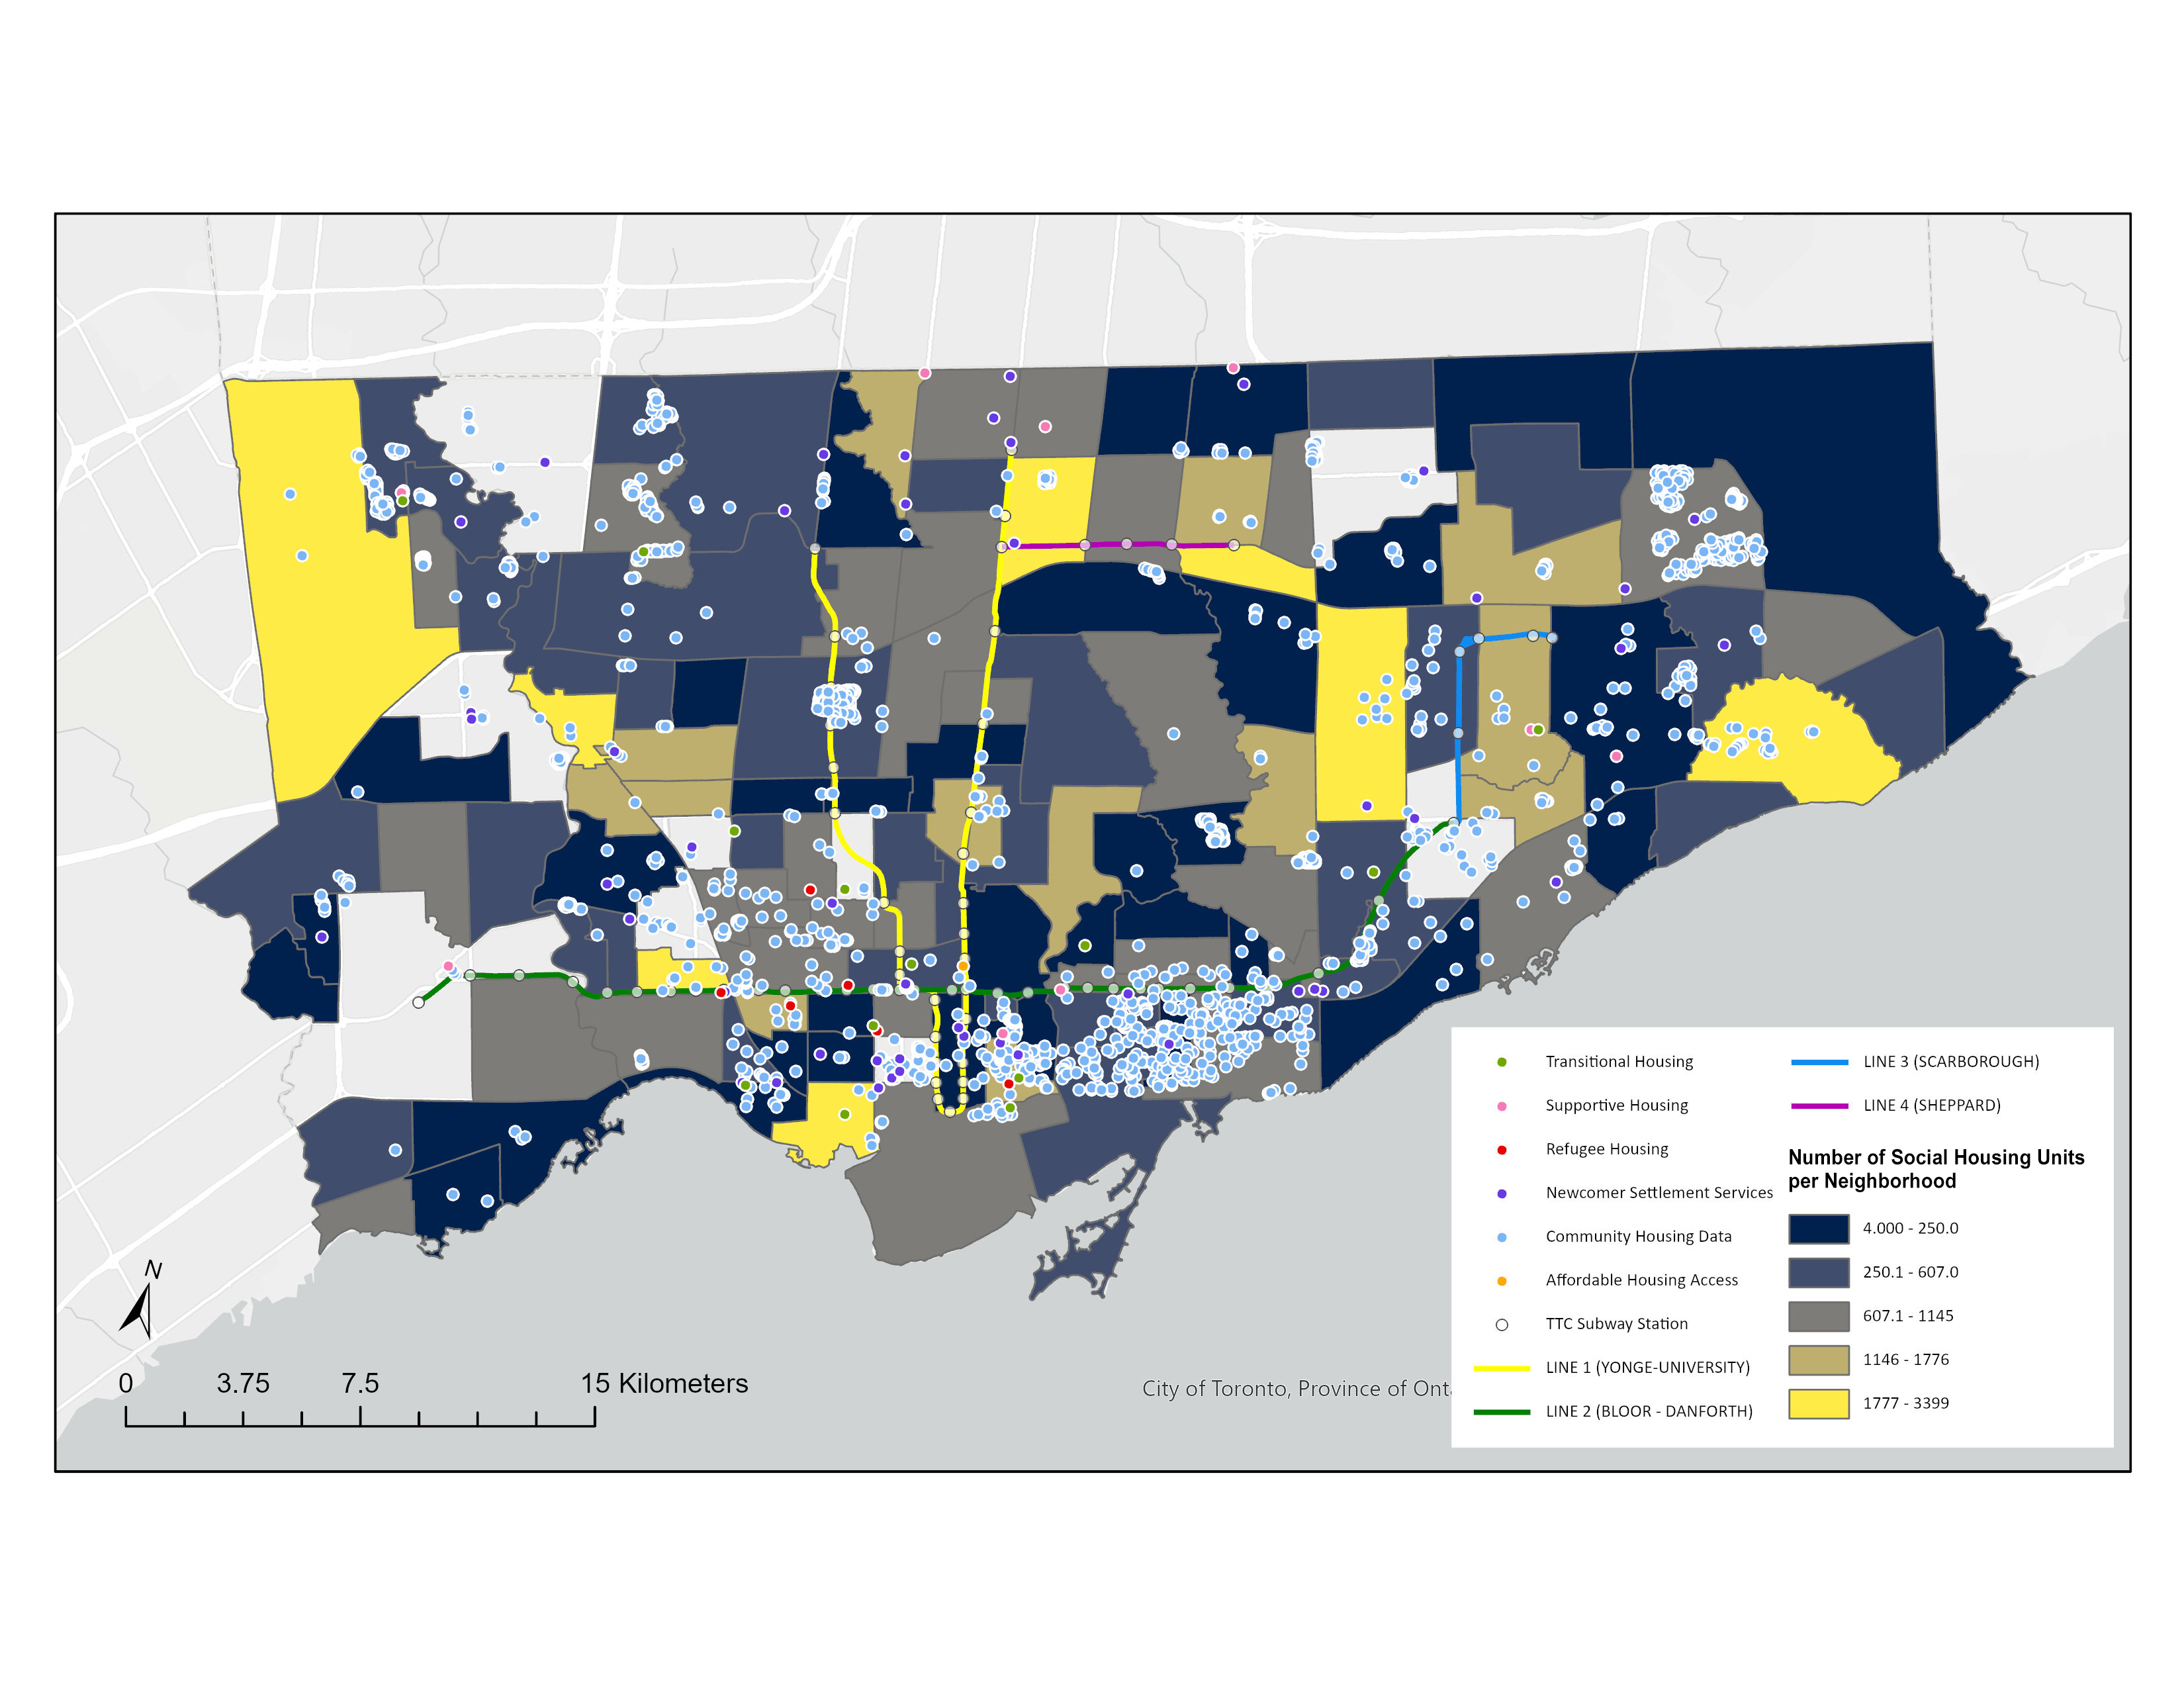 Transitional Housing
Supportive Housing
Refugee Housing
Newcomer Settlement Services
Community Housing Data
Affordable Housing Access
TTC Subway Station
LINE 1 (YONGE-UNIVERSITY)
LINE 2 (BLOOR - DANFORTH)
LINE 3 (SCARBOROUGH)
LINE 4 (SHEPPARD)
Number of Social Housing Units
per Neighborhood
4.000 - 250.0
250.1 - 607.0
607.1 - 1145
1146 - 1776
1777 - 3399
N
0 3.75 7.5 15 Kilometers
City of Toronto, Province of Ont